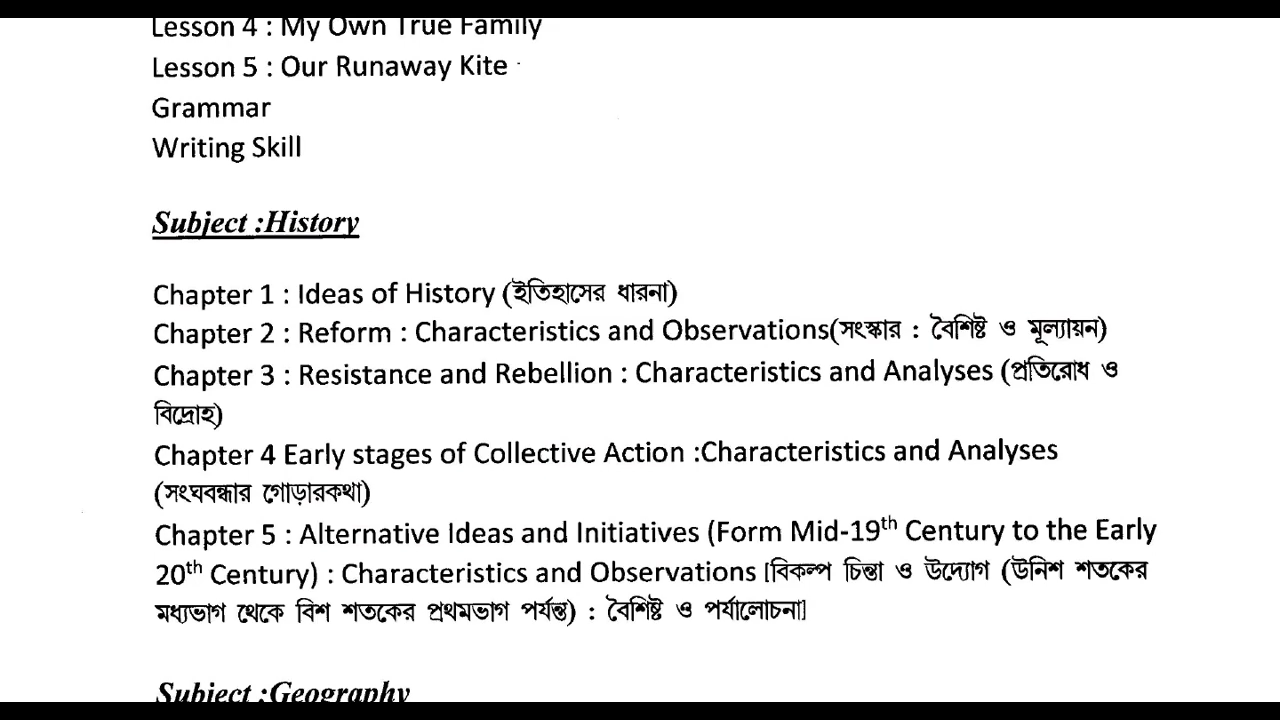 Lesson 4 : My Own True Family
Lesson 5 : Our Runaway Kite
Grammar
Writing Skill
Subject :History
Chapter 1 : Ideas of History (ইতিহাসের ধারনা)
Chapter 2 : Reform : Characteristics and Observations(সংস্কার : বৈশিষ্ট ও মূল্যায়ন)
Chapter 3 : Resistance and Rebellion : Characteristics and Analyses (প্রতিরোধ ও
বিদ্রোহ)
Chapter 4 Early stages of Collective Action :Characteristics and Analyses
(সংঘবন্ধার গোড়ারকথা)
Chapter 5 : Alternative Ideas and Initiatives (Form Mid-19th Century to the Early
20th Century) : Characteristics and Observations [বিকল্প চিন্তা ও উদ্যোগ (উনিশ শতকের
মধ্যভাগ থেকে বিশ শতকের প্রথমভাগ পর্যন্ত) : বৈশিষ্ট ও পর্যালোচনা]
Subject :Geography